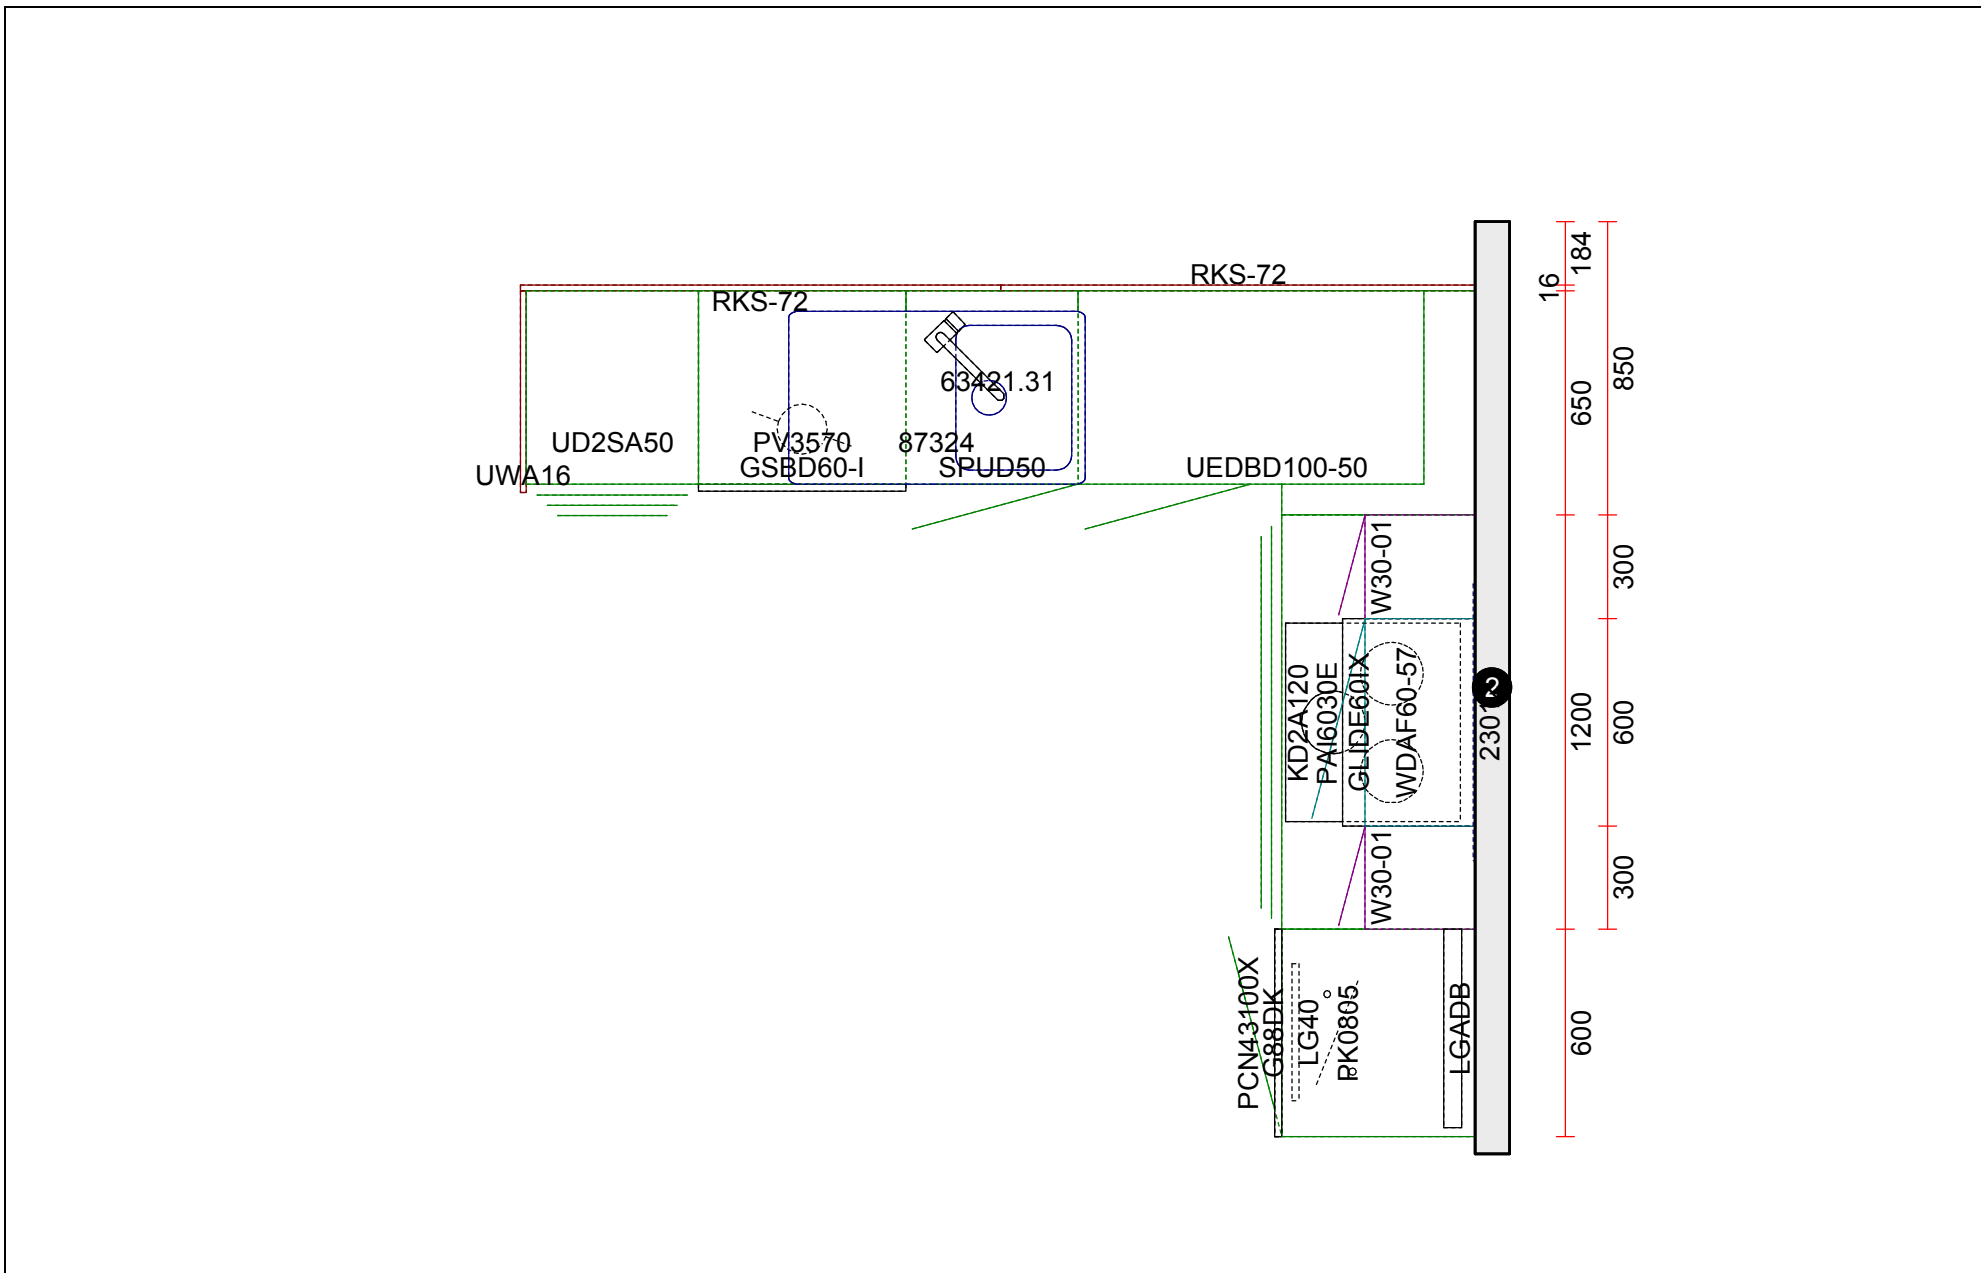 RKS-72
184
16
RKS-72
850
63421.31
650
UD2SA50
PV3570
87324
GSBD60-I
SPUD50
UEDBD100-50
UWA16
W30-01
300
KD2A120
PAI6030E
GLIDE60IX
WDAF60-57
2
1200
600
W30-01
300
PCN43100X
G88DK
LG40
PK0805
LGADB
600